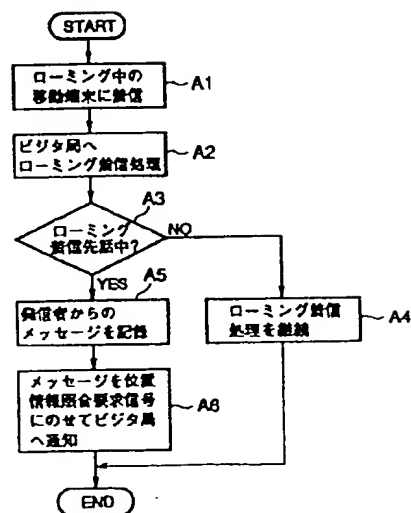 START
ローミング中の
移動端末に着信
A1
ビジタ局へ
ローミング着信処理
A2
A3
ローミング
着信先話中?
NO
YES
A5
発信者からの
メッセージを記録
ローミング着信
処理を継続
A4
メッセージを位置
情報照会要求信号
にのせてビジタ局
へ通知
A6
END